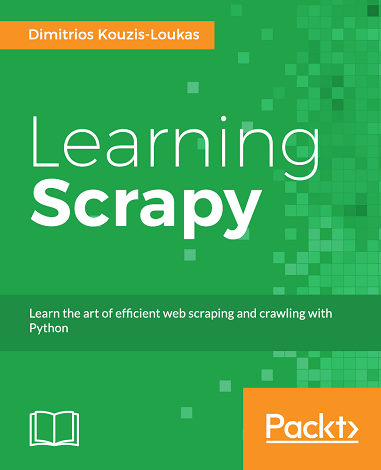 Dimitrios Kouzis-Loukas
Learning
Scrapy
Learn the art of efficient web scraping and crawling with
Python
Packt>